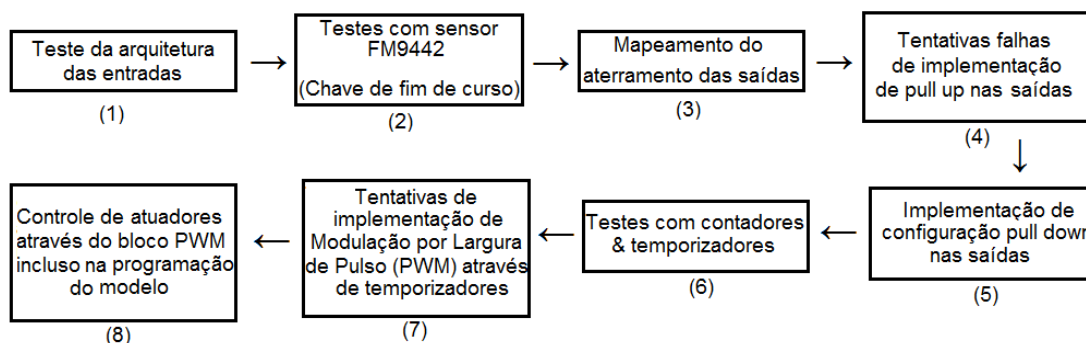 Teste da arquitetura
das entradas
(1)
Testes com sensor
FM9442
(Chave de fim de curso)
(2)
Mapeamento do
aterramento das saídas
(3)
Tentativas falhas
de implementação
de pull up nas saídas
(4)
Implementação de
configuração pull down
nas saídas
(5)
Testes com contadores
& temporizadores
(6)
Tentativas de
implementação de
Modulação por Largura
de Pulso (PWM) através
de temporizadores
(7)
Controle de atuadores
através do bloco PWM
incluso na programação
do modelo
(8)